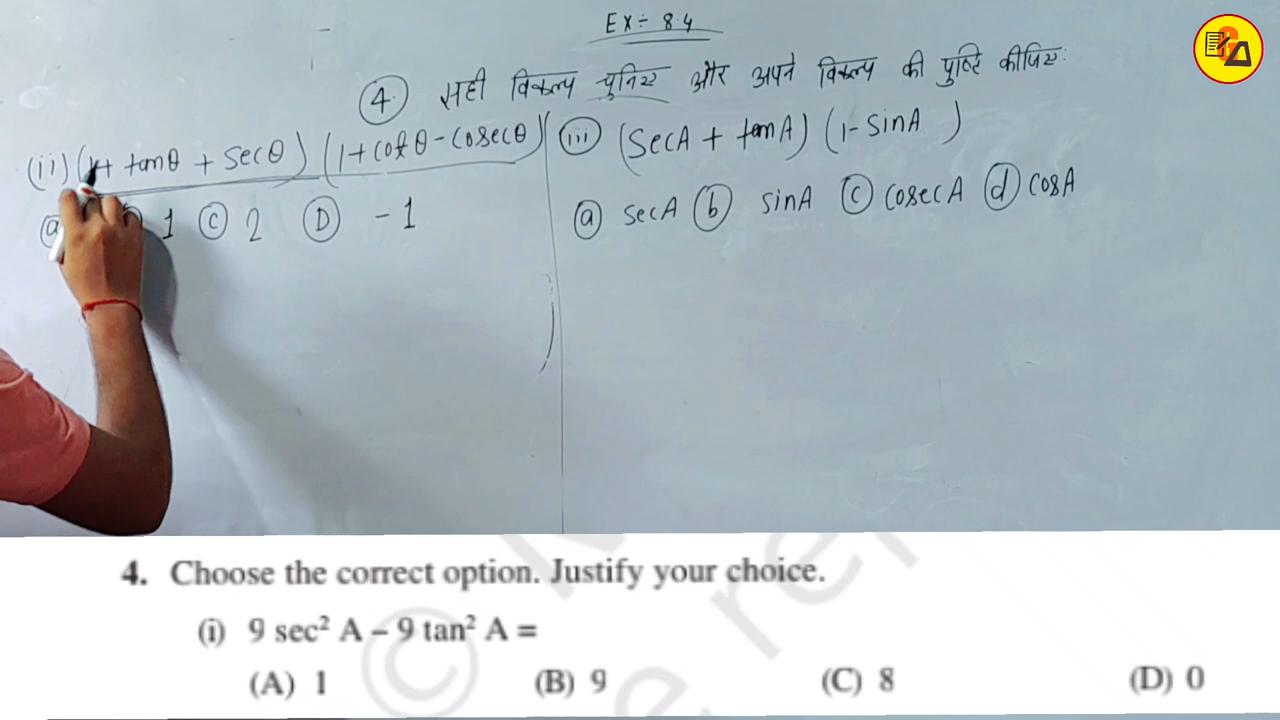 Ex÷ 8.4
4. सही विकल्प चुनिए और अपने विकल्प की पुष्टि कीजिए:
(ii) (1+ tanθ + secθ) (1+cotθ-cosecθ)
(a) 1 (c) 2 (D) -1
(iii) (SecA + tanA) (1-sinA)
(a) secA (b) sinA (c) cosecA (d) cosA
4. Choose the correct option. Justify your choice.
(i) 9 sec² A – 9 tan² A =
(A) 1 (B) 9 (C) 8 (D) 0